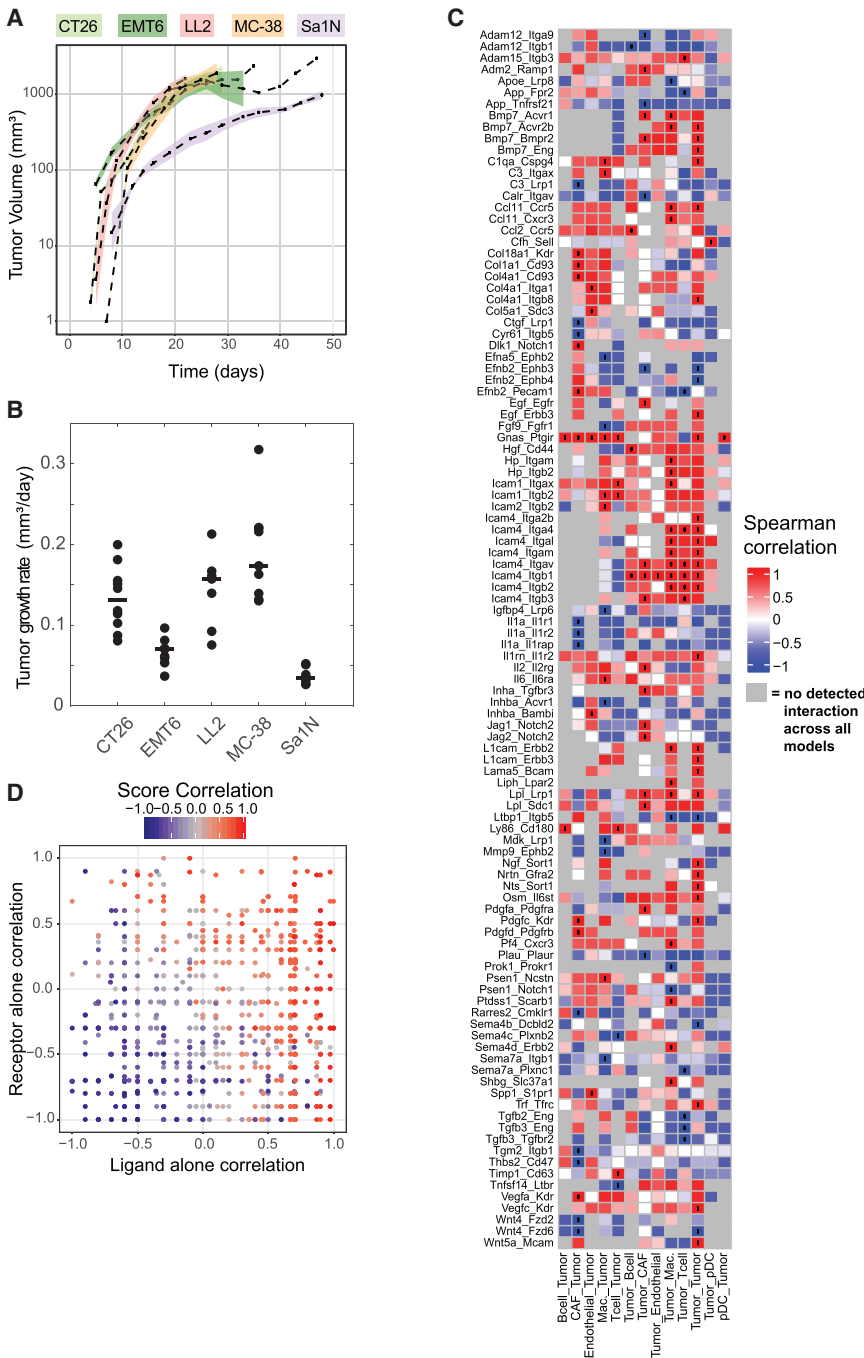 A
CT26 EMT6 LL2 MC-38 Sa1N
Tumor Volume (mm³)
1000
100
10
1
0 10 20 30 40 50
Time (days)
B
Tumor growth rate (mm³/day)
0.3
0.2
0.1
0
CT26 EMT6 LL2 MC-38 Sa1N
D
Score Correlation
−1.0 −0.5 0.0 0.5 1.0
Receptor alone correlation
1.0
0.5
0.0
−0.5
−1.0
−1.0 −0.5 0.0 0.5 1.0
Ligand alone correlation
C
Adam12_Itga9
Adam12_Itgb1
Adam15_Itgb3
Adm2_Ramp1
Apoe_Lrp8
App_Fpr2
App_Tnfrsf21
Bmp7_Acvr1
Bmp7_Acvr2b
Bmp7_Bmpr2
Bmp7_Eng
C1qa_Cspg4
C3_Itgax
C3_Lrp1
Calr_Itgav
Ccl11_Ccr5
Ccl11_Cxcr3
Ccl2_Ccr5
Cfh_Sell
Col18a1_Kdr
Col1a1_Cd93
Col4a1_Cd93
Col4a1_Itga1
Col4a1_Itgb8
Col5a1_Sdc3
Ctgf_Lrp1
Cyr61_Itgb5
Dlk1_Notch1
Efna5_Ephb2
Efnb2_Ephb3
Efnb2_Ephb4
Efnb2_Pecam1
Egf_Egfr
Egf_Erbb3
Fgf9_Fgfr1
Gnas_Ptgir
Hgf_Cd44
Hp_Itgam
Hp_Itgb2
Icam1_Itgax
Icam1_Itgb2
Icam2_Itgb2
Icam4_Itga2b
Icam4_Itga4
Icam4_Itgal
Icam4_Itgam
Icam4_Itgav
Icam4_Itgb1
Icam4_Itgb2
Icam4_Itgb3
Igfbp4_Lrp6
Il1a_Il1r1
Il1a_Il1r2
Il1a_Il1rap
Il1rn_Il1r2
Il2_Il2rg
Il6_Il6ra
Inha_Tgfbr3
Inhba_Acvr1
Inhba_Bambi
Jag1_Notch2
Jag2_Notch2
L1cam_Erbb2
L1cam_Erbb3
Lama5_Bcam
Liph_Lpar2
Lpl_Lrp1
Lpl_Sdc1
Ltbp1_Itgb5
Ly86_Cd180
Mdk_Lrp1
Mmp9_Ephb2
Ngf_Sort1
Nrtn_Gfra2
Nts_Sort1
Osm_Il6st
Pdgfa_Pdgfra
Pdgfc_Kdr
Pdgfd_Pdgfrb
Pf4_Cxcr3
Plau_Plaur
Prok1_Prokr1
Psen1_Ncstn
Psen1_Notch1
Ptdss1_Scarb1
Rarres2_Cmklr1
Sema4b_Dcbld2
Sema4c_Plxnb2
Sema4d_Erbb2
Sema7a_Itgb1
Sema7a_Plxnc1
Shbg_Slc37a1
Spp1_S1pr1
Trf_Tfrc
Tgfb2_Eng
Tgfb3_Eng
Tgfb3_Tgfbr2
Tgm2_Itgb1
Thbs2_Cd47
Timp1_Cd63
Tnfsf14_Ltbr
Vegfa_Kdr
Vegfc_Kdr
Wnt4_Fzd2
Wnt4_Fzd6
Wnt5a_Mcam
Bcell_Tumor
CAF_Tumor
Endothelial_Tumor
Mac._Tumor
Tcell_Tumor
Tumor_Bcell
Tumor_CAF
Tumor_Endothelial
Tumor_Mac.
Tumor_Tcell
Tumor_Tumor
Tumor_pDC
pDC_Tumor
Spearman
correlation
1
0.5
0
−0.5
−1
= no detected
interaction
across all
models